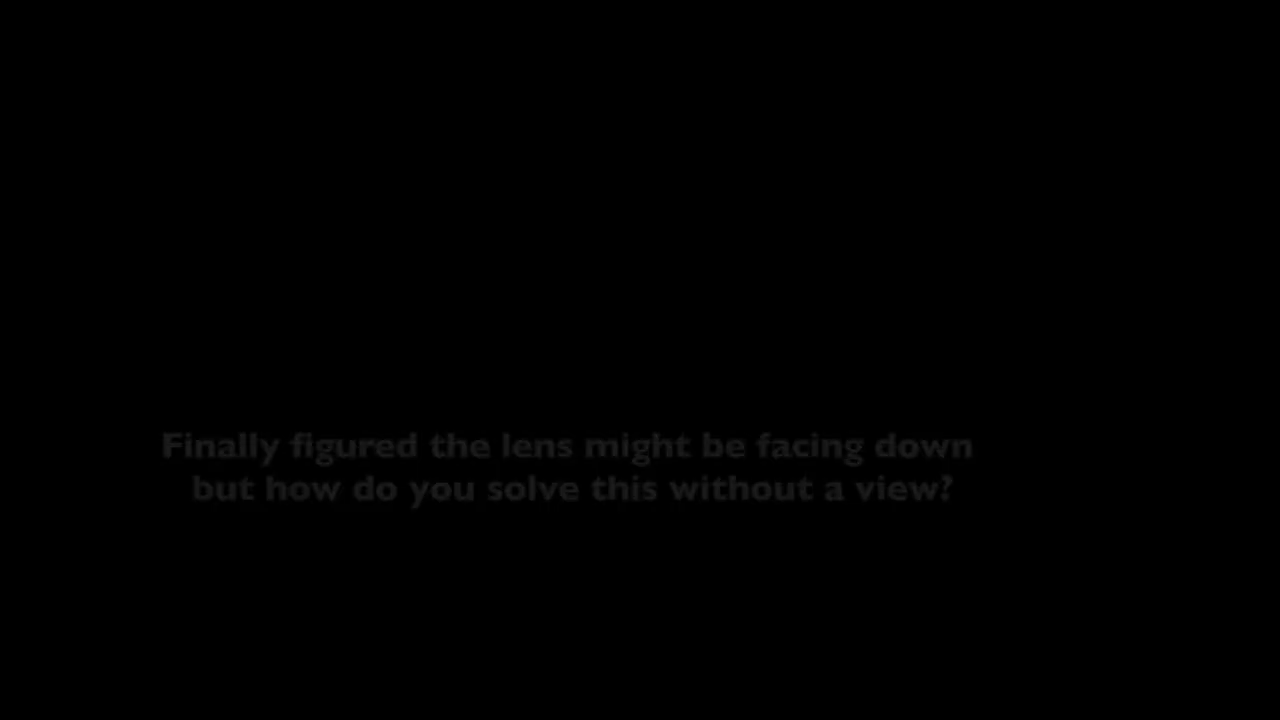 Finally figured the lens might be facing down
but how do you solve this without a view?